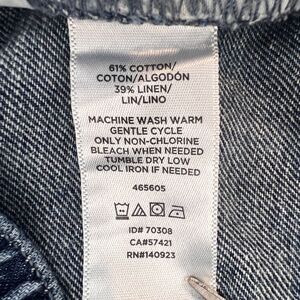 61% COTTON/
COTON/ALGODÓN
39% LINEN/
LIN/LINO
MACHINE WASH WARM
GENTLE CYCLE
ONLY NON-CHLORINE
BLEACH WHEN NEEDED
TUMBLE DRY LOW
COOL IRON IF NEEDED
465605
ID# 70308
CA#57421
RN#140923